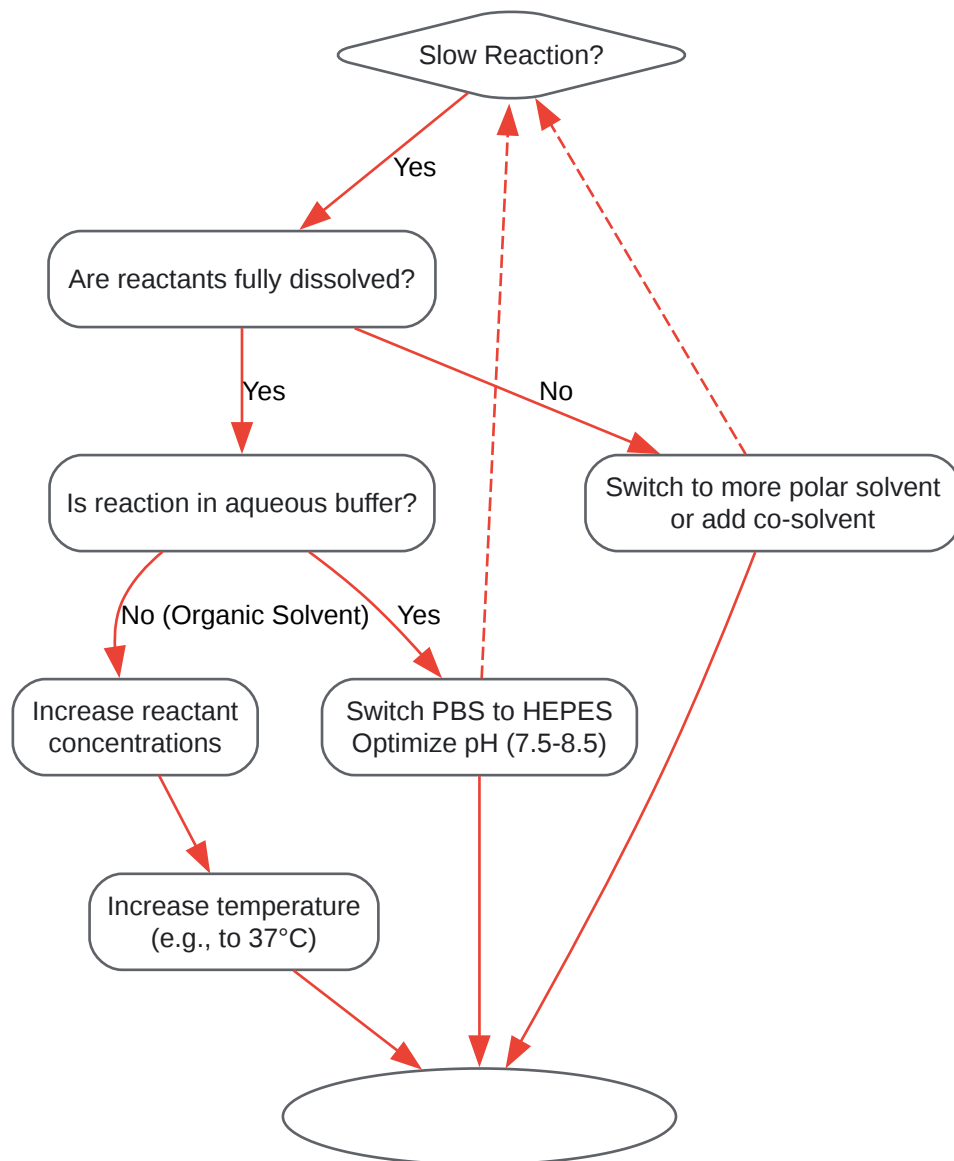 Slow Reaction?
Yes
Are reactants fully dissolved?
Yes
No
Is reaction in aqueous buffer?
Switch to more polar solvent
or add co-solvent
No (Organic Solvent)
Yes
Increase reactant
concentrations
Switch PBS to HEPES
Optimize pH (7.5-8.5)
Increase temperature
(e.g., to 37°C)